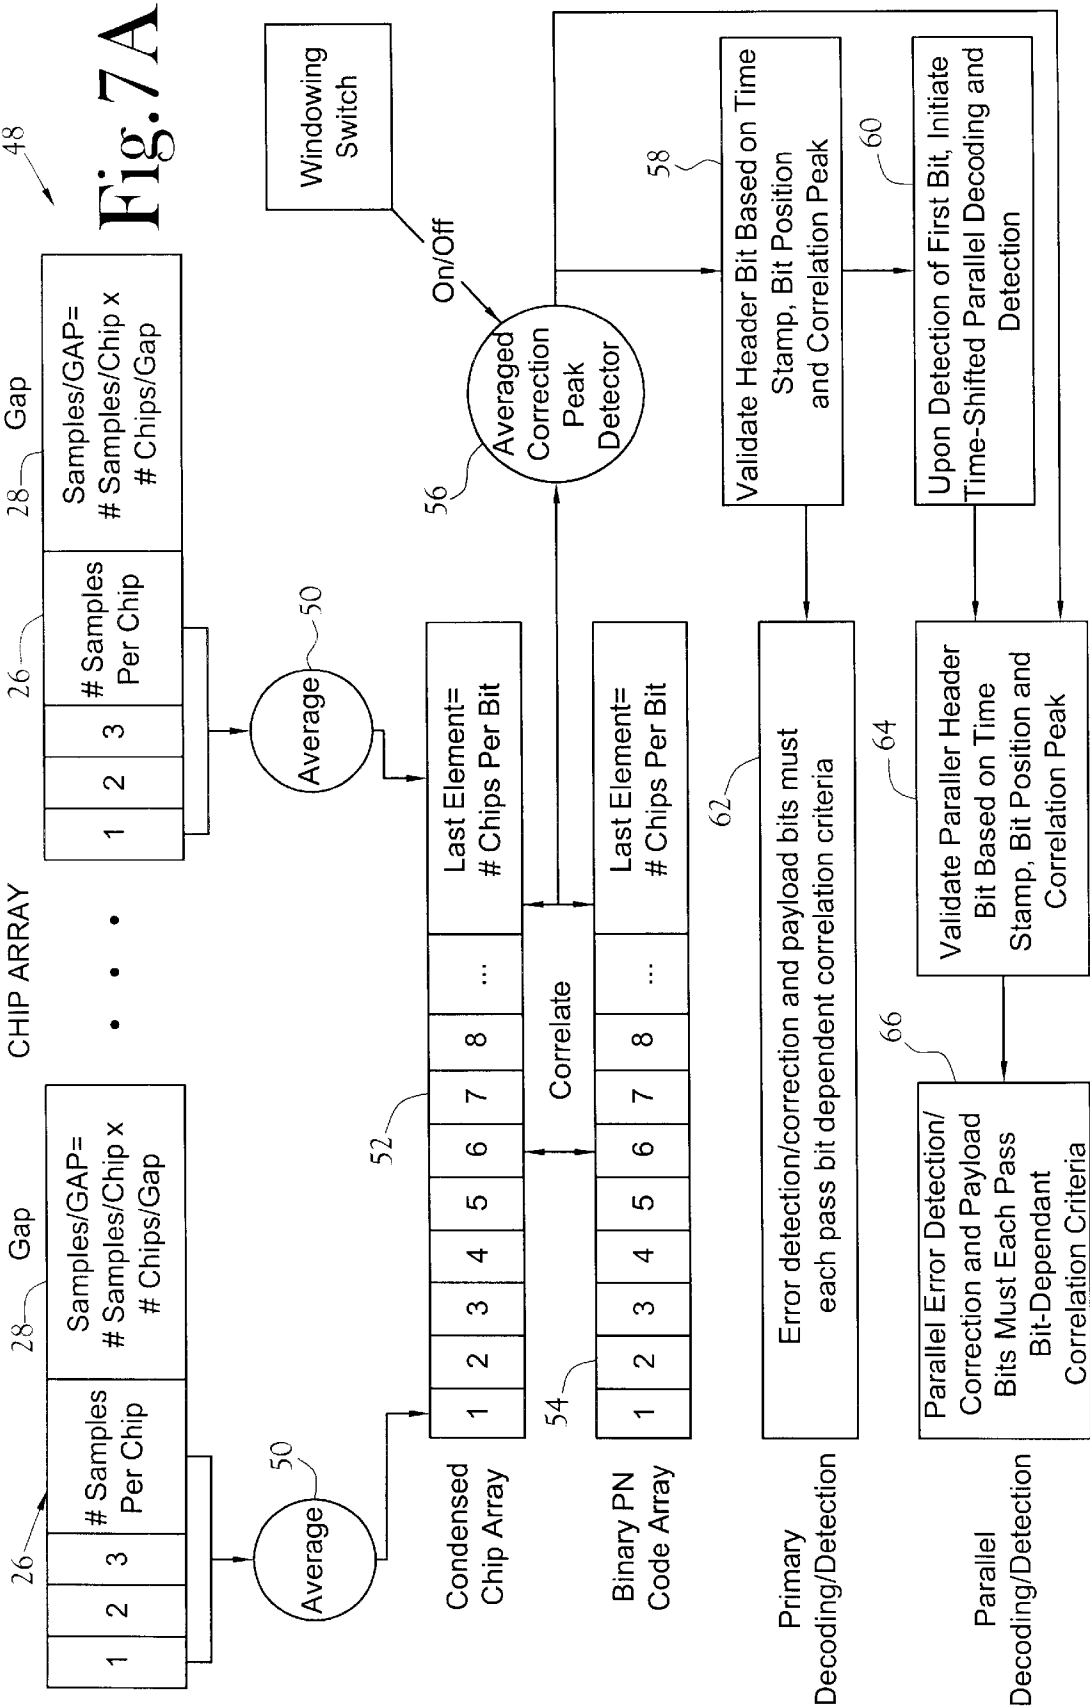 Fig.7A
48
CHIP ARRAY
26
28
Gap
1
2
3
# Samples
Per Chip
Samples/GAP=
# Samples/Chip x
# Chips/Gap
• • •
26
28
Gap
1
2
3
# Samples
Per Chip
Samples/GAP=
# Samples/Chip x
# Chips/Gap
Average
50
Average
50
Windowing
Switch
On/Off
Condensed
Chip Array
52
1
2
3
4
5
6
7
8
...
Last Element=
# Chips Per Bit
Correlate
56
Averaged
Correction
Peak
Detector
Binary PN
Code Array
54
1
2
3
4
5
6
7
8
...
Last Element=
# Chips Per Bit
58
Validate Header Bit Based on Time
Stamp, Bit Position
and Correlation Peak
Primary
Decoding/Detection
62
Error detection/correction and payload bits must
each pass bit dependent correlation criteria
60
Upon Detection of First Bit, Initiate
Time-Shifted Parallel Decoding and
Detection
Parallel
Decoding/Detection
66
Parallel Error Detection/
Correction and Payload
Bits Must Each Pass
Bit-Dependant
Correlation Criteria
64
Validate Paraller Header
Bit Based on Time
Stamp, Bit Position and
Correlation Peak